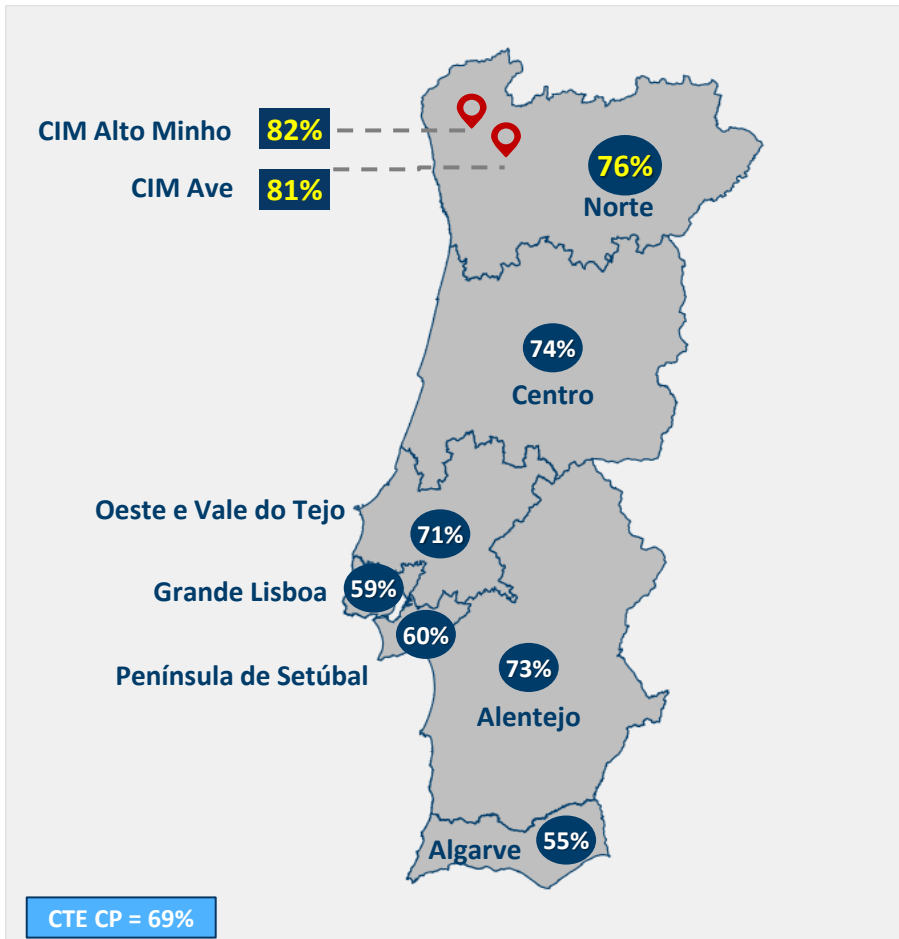 CIM Alto Minho 82%
CIM Ave 81%
76%
Norte
74%
Centro
Oeste e Vale do Tejo
71%
Grande Lisboa 59%
60%
Península de Setúbal
73%
Alentejo
Algarve 55%
CTE CP = 69%